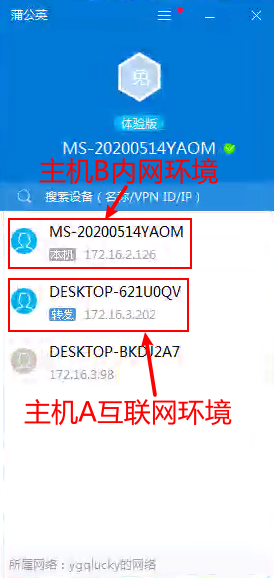 蒲公英
免
体验版
MS-20200514YAOM
主机B内网环境
搜索设备（名称/VPN ID/IP）
MS-20200514YAOM
本机 172.16.2.126
DESKTOP-621U0QV
转发 172.16.3.202
DESKTOP-BKDJ2A7
172.16.3.98
主机A互联网环境
所属网络：ygqlucky的网络